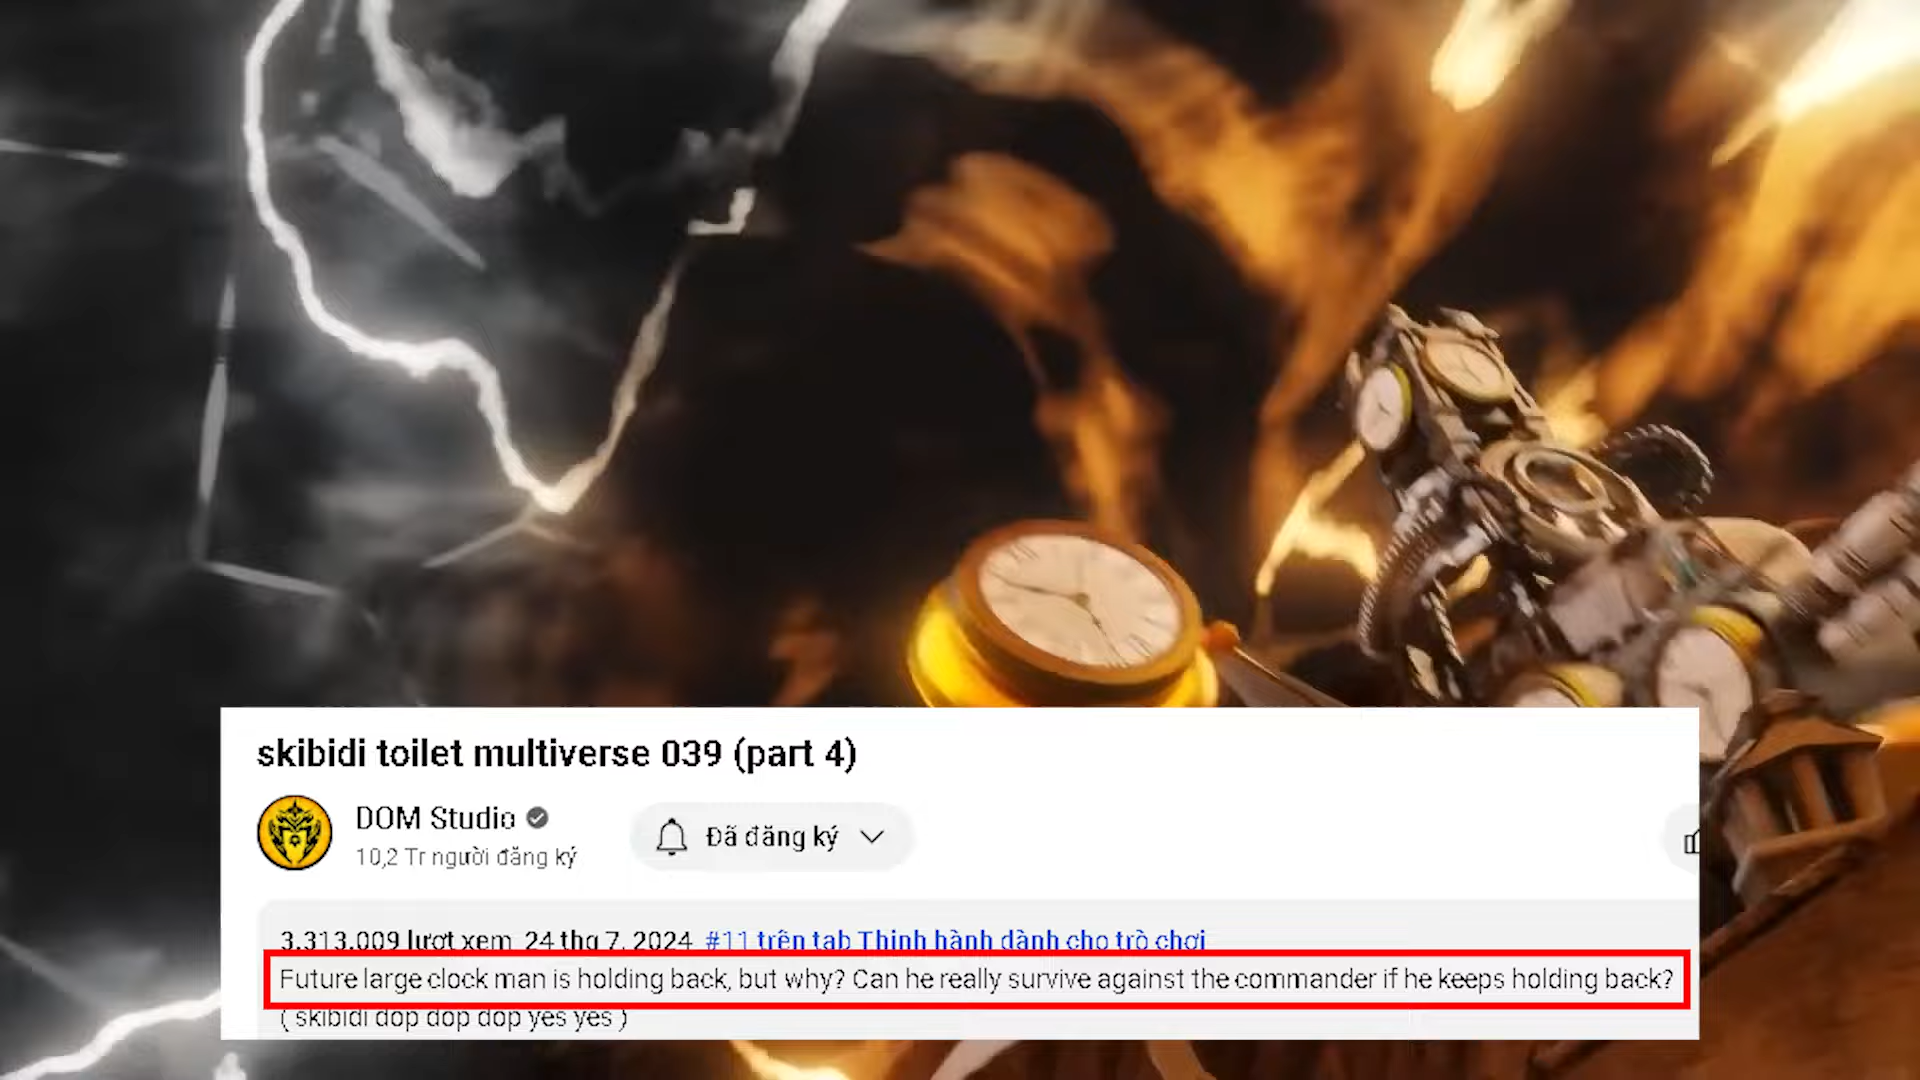 skibidi toilet multiverse 039 (part 4)
DOM Studio
10,2 Tr người đăng ký
Đã đăng ký
3.313.009 lượt xem 24 thg 7, 2024 #11 trên tab Thịnh hành dành cho trò chơi
Future large clock man is holding back, but why? Can he really survive against the commander if he keeps holding back?
( skibidi dop dop dop yes yes )